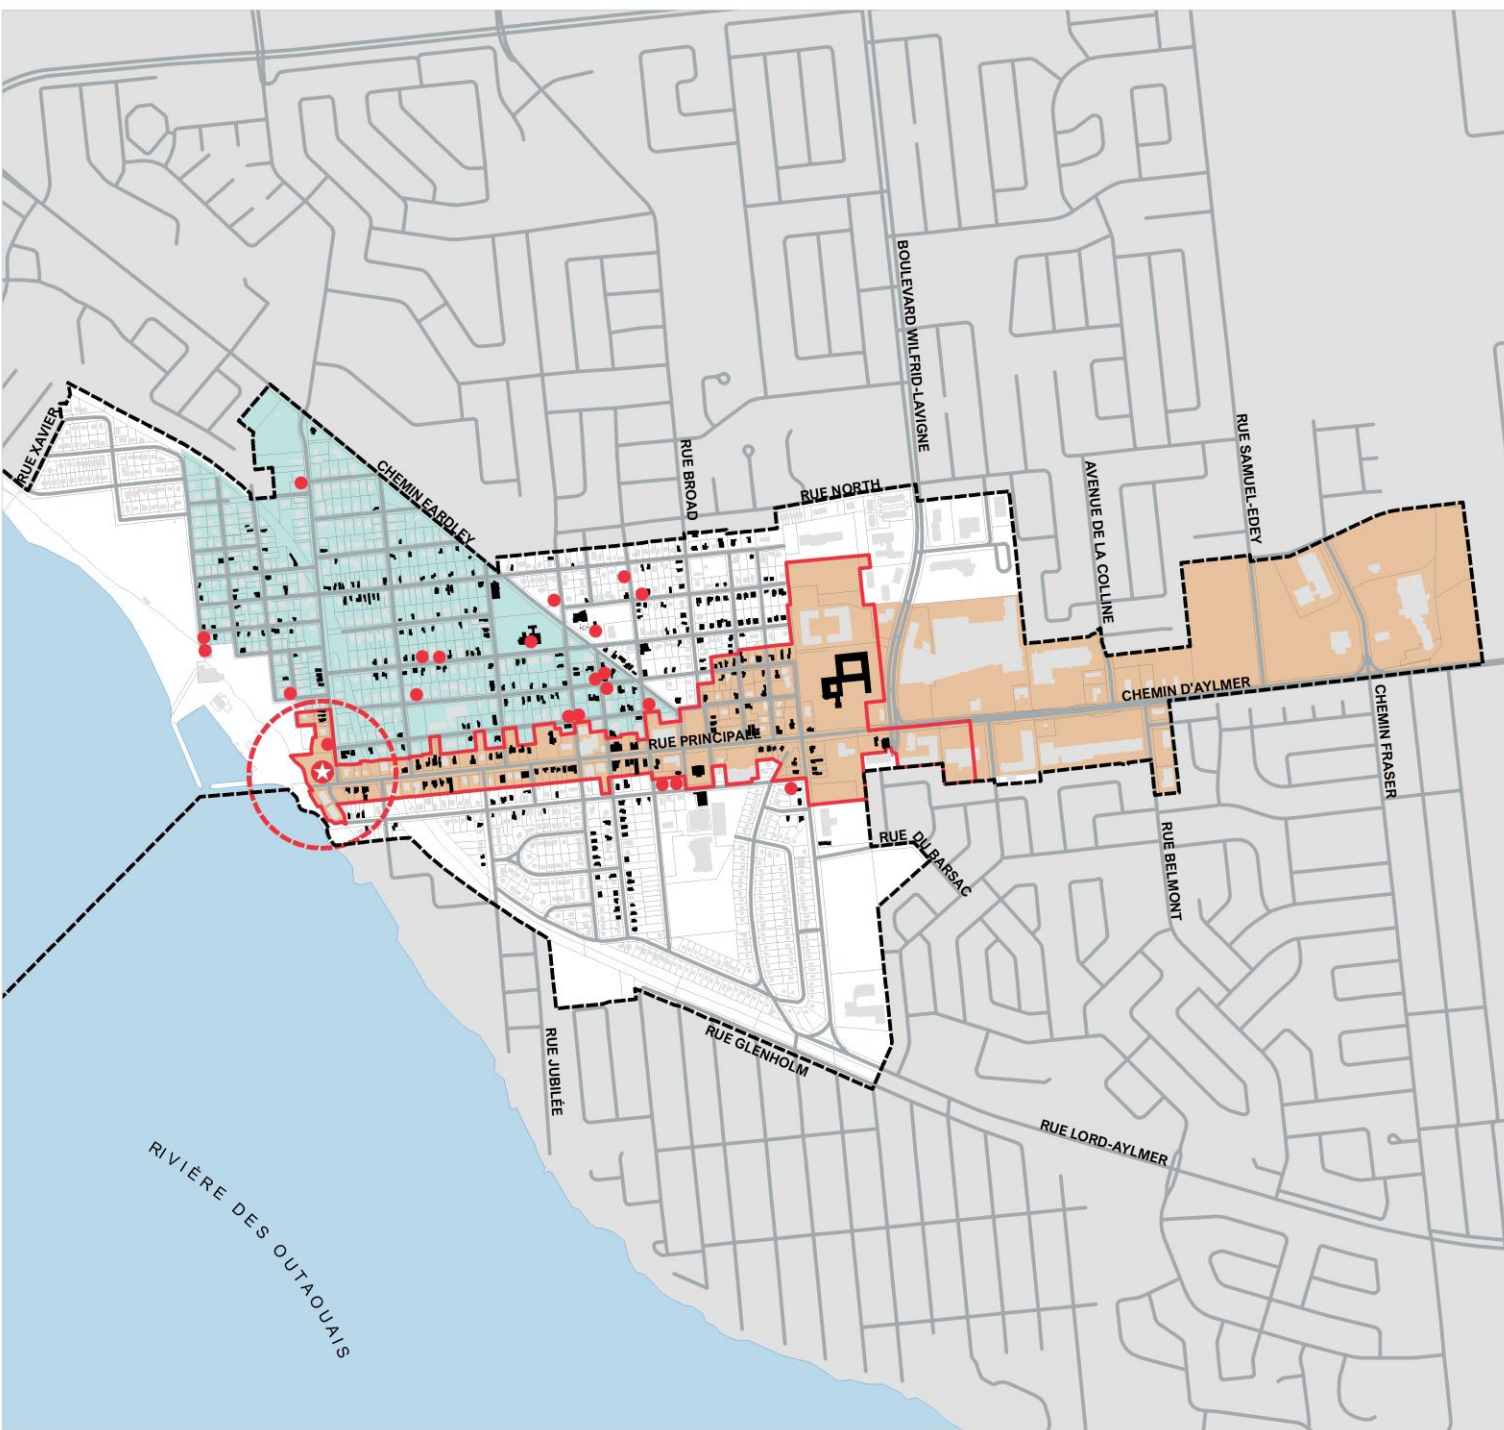 BOULEVARD WILFRID-LAVIGNE
RUE XAVIER
CHEMIN EARDLEY
RUE BROAD
RUE NORTH
AVENUE DE LA COLLINE
RUE SAMUEL-EDEY
CHEMIN D'AYLMER
RUE PRINCIPALE
CHEMIN FRASER
RUE DU BARSAC
RUE BELMONT
RUE JUBILÉE
RUE GLENHOLM
RUE LORD-AYLMER
RIVIÈRE DES OUTAOUAIS